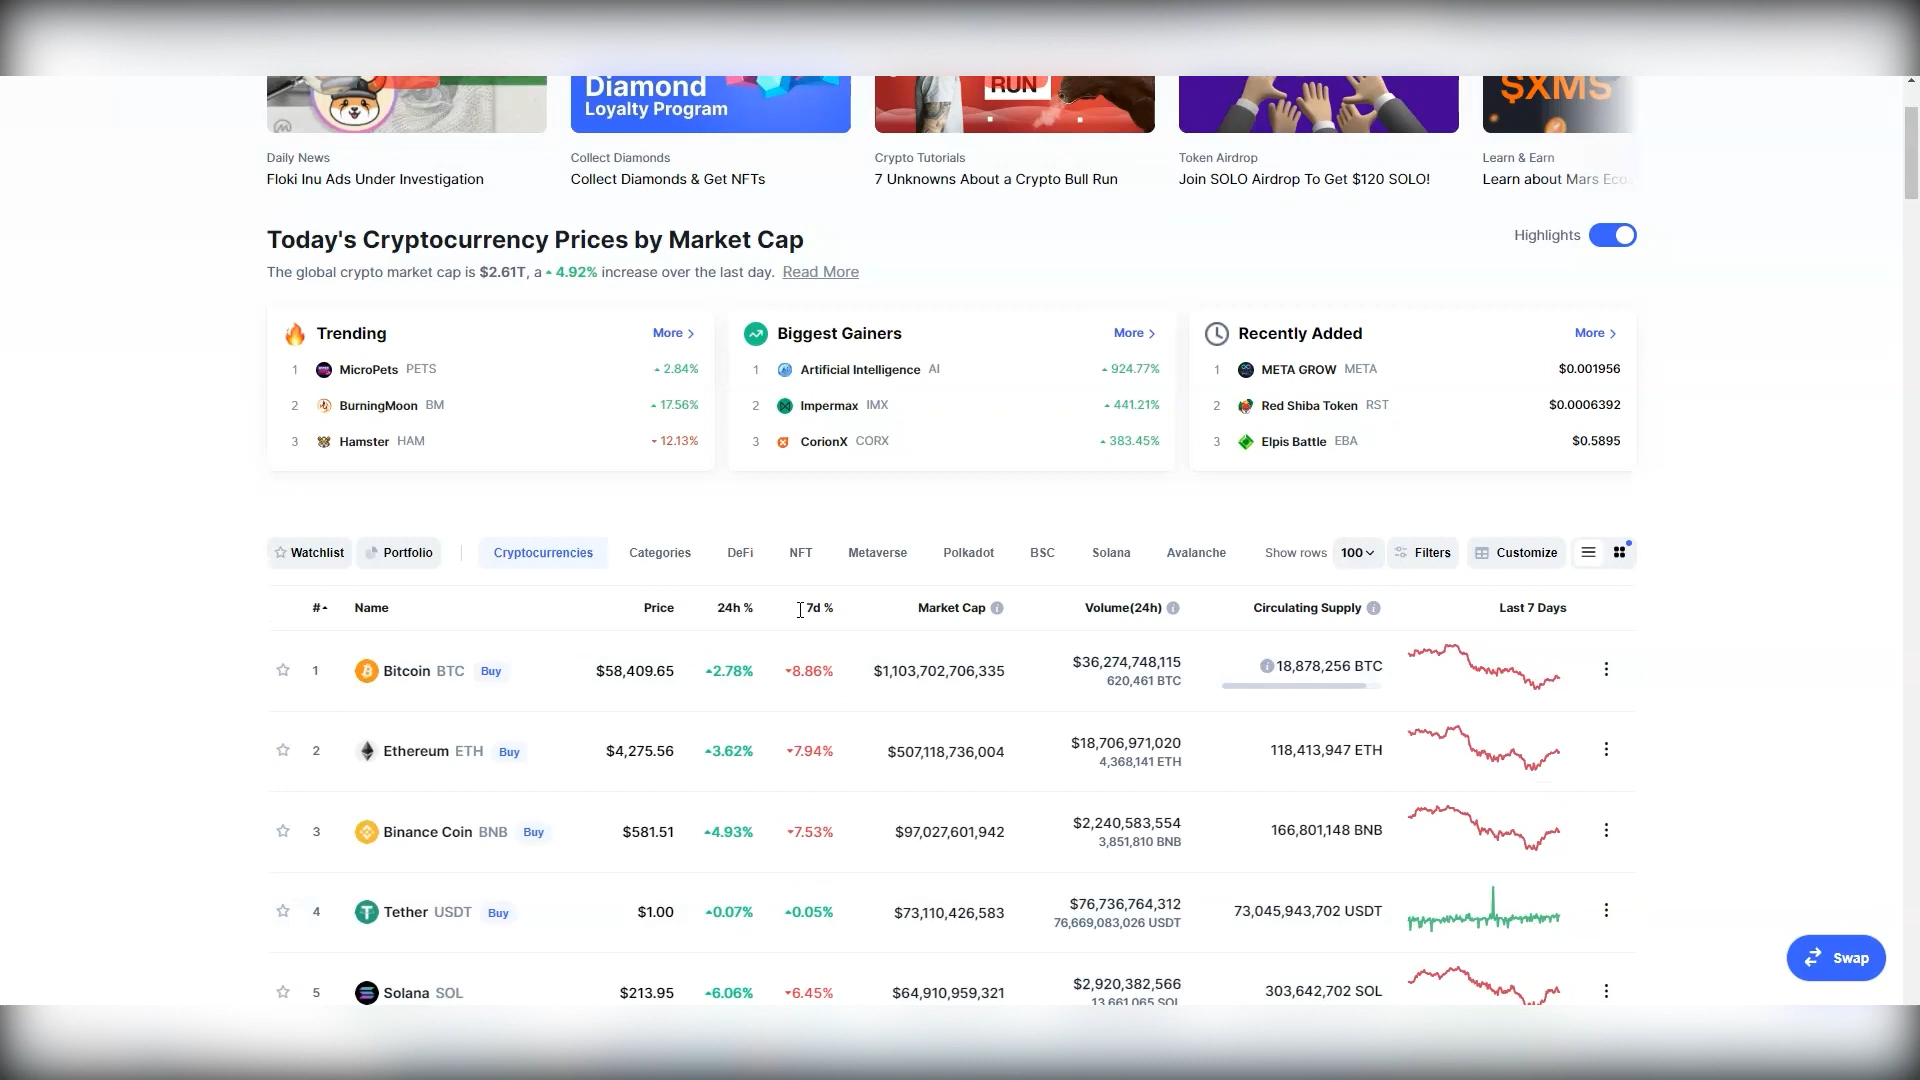 Diamond
Loyalty Program
RUN
$XMS
Daily News
Floki Inu Ads Under Investigation
Collect Diamonds
Collect Diamonds & Get NFTs
Crypto Tutorials
7 Unknowns About a Crypto Bull Run
Token Airdrop
Join SOLO Airdrop To Get $120 SOLO!
Learn & Earn
Learn about Mars Eco...
Today's Cryptocurrency Prices by Market Cap
Highlights
The global crypto market cap is $2.61T, a 4.92% increase over the last day. Read More
Trending
More
1 MicroPets PETS 2.84%
2 BurningMoon BM 17.56%
3 Hamster HAM 12.13%
Biggest Gainers
More
1 Artificial Intelligence AI 924.77%
2 Impermax IMX 441.21%
3 CorionX CORX 383.45%
Recently Added
More
1 META GROW META $0.001956
2 Red Shiba Token RST $0.0006392
3 Elpis Battle EBA $0.5895
Watchlist Portfolio Cryptocurrencies Categories DeFi NFT Metaverse Polkadot BSC Solana Avalanche Show rows 100 Filters Customize
# Name Price 24h % 7d % Market Cap Volume(24h) Circulating Supply Last 7 Days
1 Bitcoin BTC Buy $58,409.65 2.78% 8.86% $1,103,702,706,335 $36,274,748,115 18,878,256 BTC
620,461 BTC
2 Ethereum ETH Buy $4,275.56 3.62% 7.94% $507,118,736,004 $18,706,971,020 118,413,947 ETH
4,368,141 ETH
3 Binance Coin BNB Buy $581.51 4.93% 7.53% $97,027,601,942 $2,240,583,554 166,801,148 BNB
3,851,810 BNB
4 Tether USDT Buy $1.00 0.07% 0.05% $73,110,426,583 $76,736,764,312 73,045,943,702 USDT
76,669,083,026 USDT
Swap
5 Solana SOL $213.95 6.06% 6.45% $64,910,959,321 $2,920,382,566 303,642,702 SOL
13,661,065 SOL